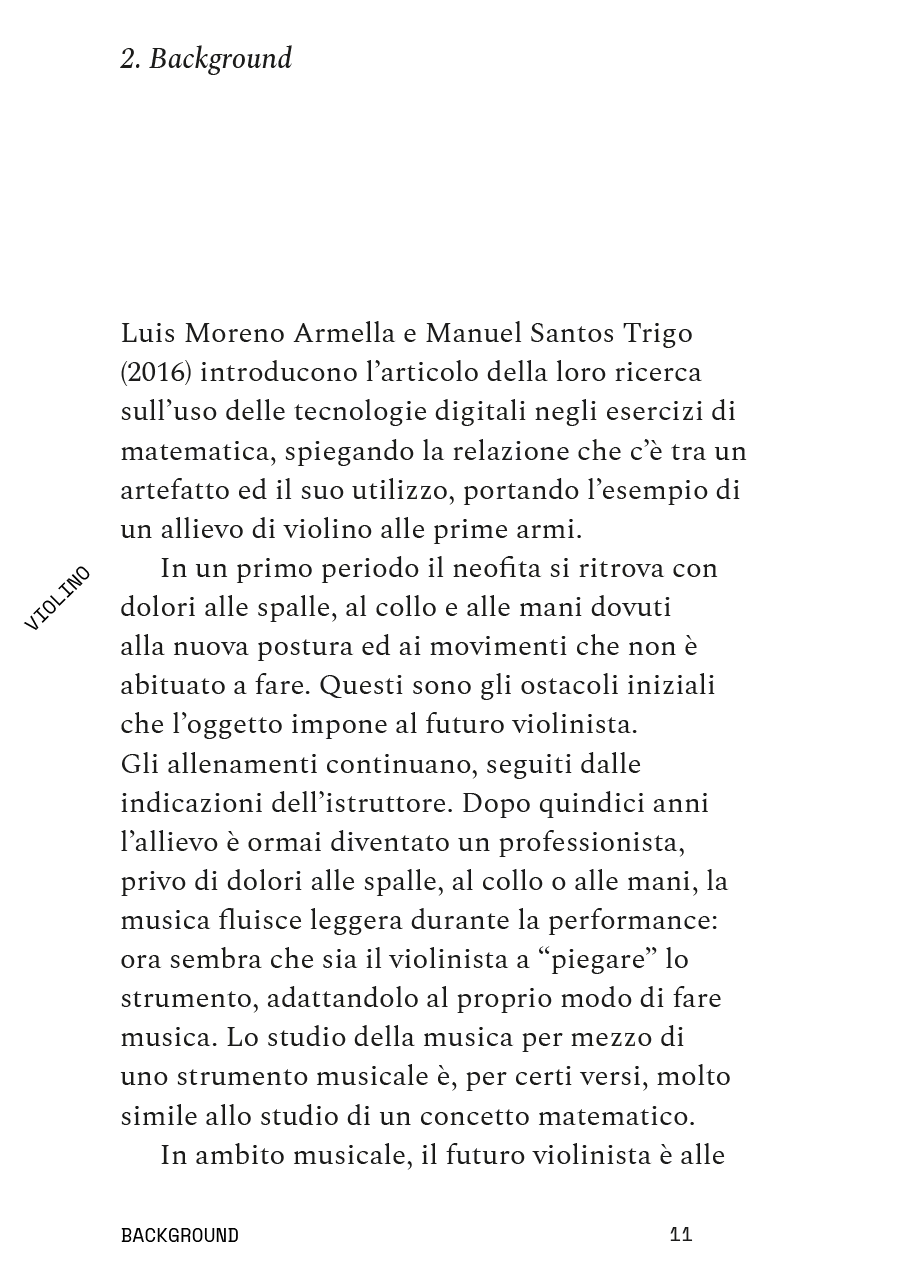 2. Background
Luis Moreno Armella e Manuel Santos Trigo
(2016) introducono l’articolo della loro ricerca
sull’uso delle tecnologie digitali negli esercizi di
matematica, spiegando la relazione che c’è tra un
artefatto ed il suo utilizzo, portando l’esempio di
un allievo di violino alle prime armi.
In un primo periodo il neofita si ritrova con
VIOLINO
dolori alle spalle, al collo e alle mani dovuti
alla nuova postura ed ai movimenti che non è
abituato a fare. Questi sono gli ostacoli iniziali
che l’oggetto impone al futuro violinista.
Gli allenamenti continuano, seguiti dalle
indicazioni dell’istruttore. Dopo quindici anni
l’allievo è ormai diventato un professionista,
privo di dolori alle spalle, al collo o alle mani, la
musica fluisce leggera durante la performance:
ora sembra che sia il violinista a “piegare” lo
strumento, adattandolo al proprio modo di fare
musica. Lo studio della musica per mezzo di
uno strumento musicale è, per certi versi, molto
simile allo studio di un concetto matematico.
In ambito musicale, il futuro violinista è alle
BACKGROUND 11